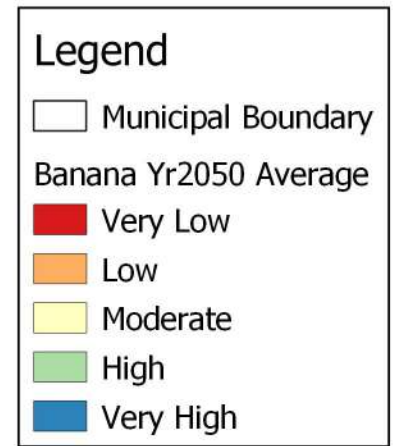 Legend
Municipal Boundary
Banana Yr2050 Average
Very Low
Low
Moderate
High
Very High